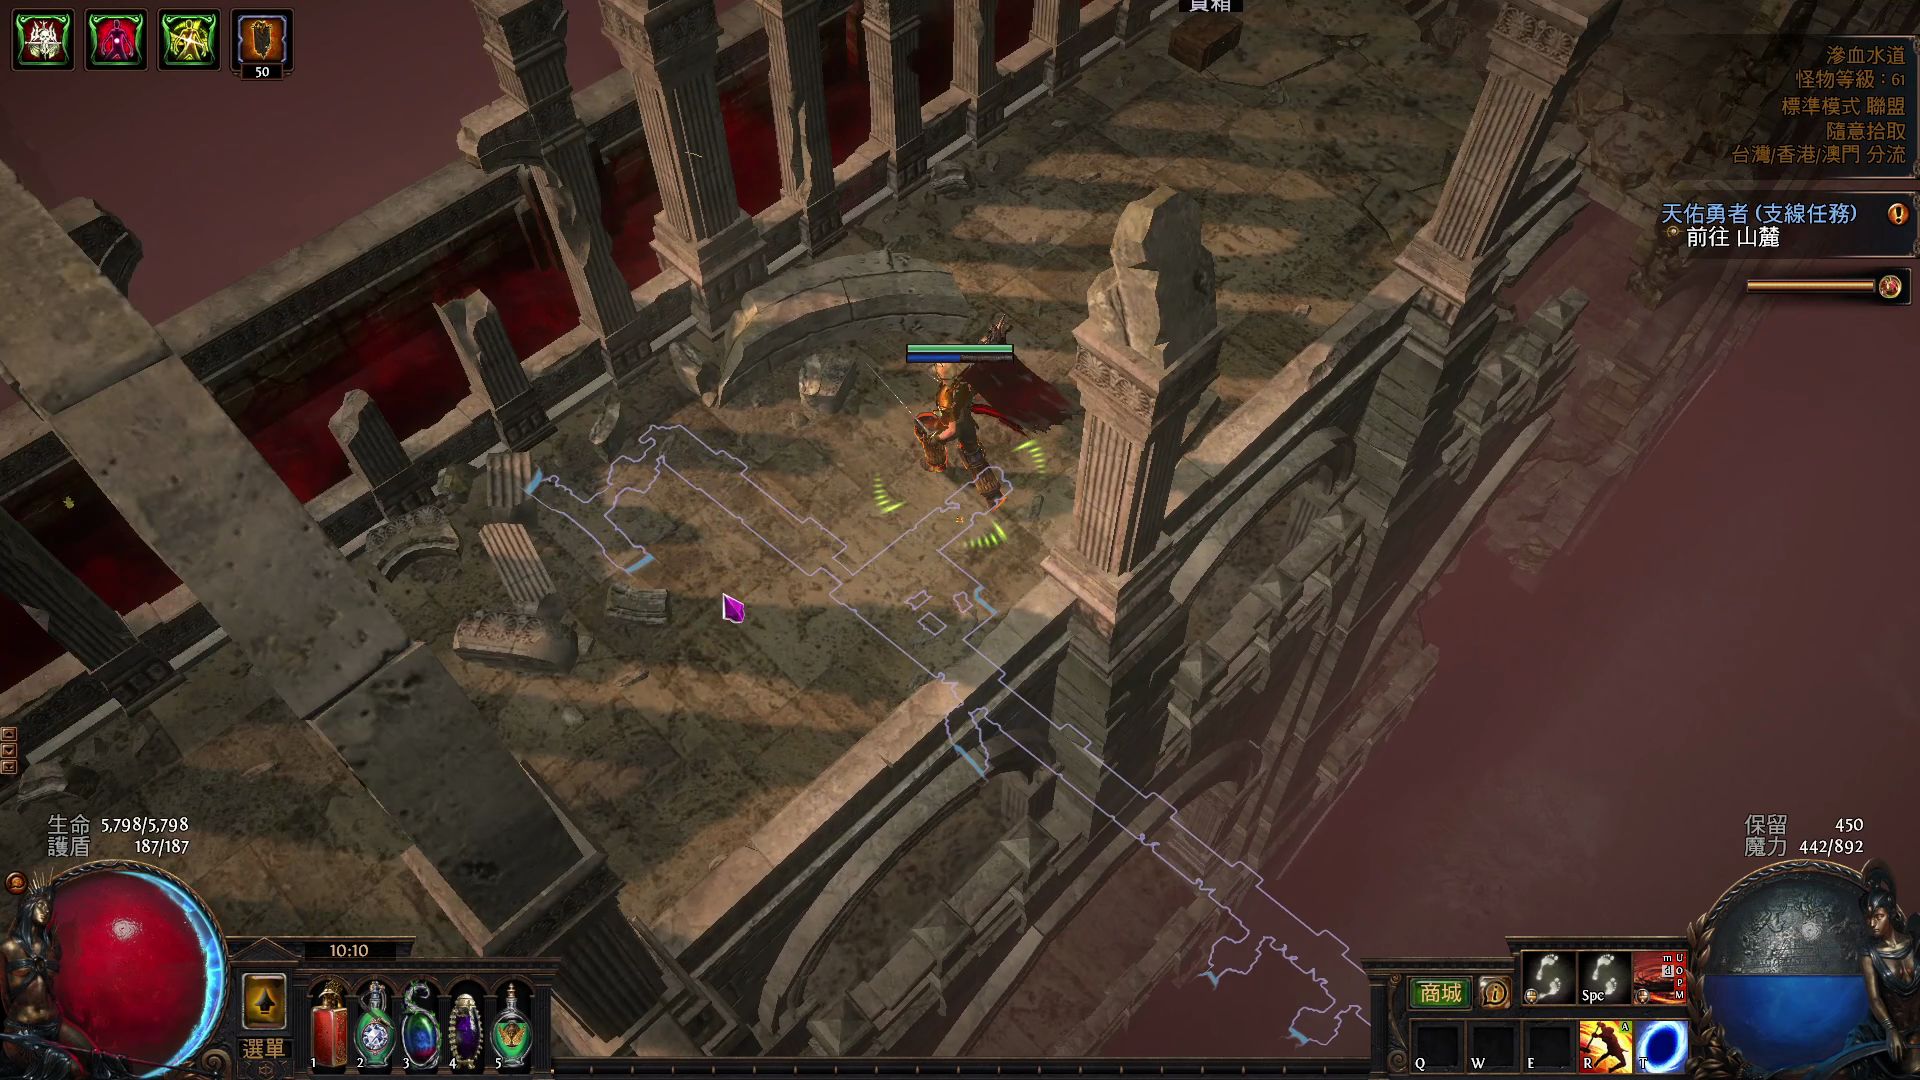 真相
50
滲血水道
怪物等級：61
標準模式 聯盟
隨意拾取
台灣/香港/澳門 分流
天佑勇者 (支線任務)
前往 山麓
生命 5,798/5,798
護盾 187/187
保留 450
魔力 442/892
10:10
選單
1 2 3 4 5
商城
Spc
m U
d O
P
M
A
Q W E R T